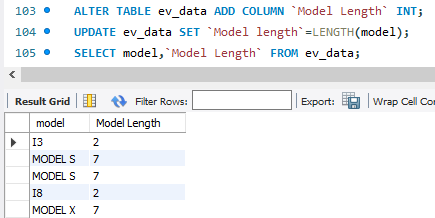 103 ALTER TABLE ev_data ADD COLUMN `Model Length` INT;
104 UPDATE ev_data SET `Model length`=LENGTH(model);
105 SELECT model,`Model Length` FROM ev_data;
Result Grid Filter Rows: Export: Wrap Cell Con
model Model Length
I3 2
MODEL S 7
MODEL S 7
I8 2
MODEL X 7